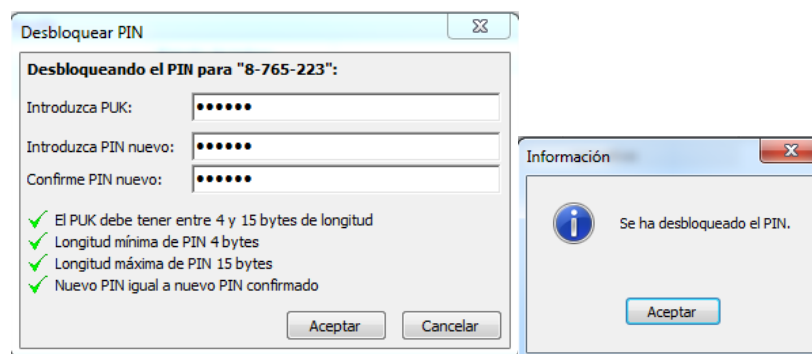 Desbloquear PIN
Desbloqueando el PIN para "8-765-223":
Introduzca PUK:
Introduzca PIN nuevo:
Confirme PIN nuevo:
El PUK debe tener entre 4 y 15 bytes de longitud
Longitud mínima de PIN 4 bytes
Longitud máxima de PIN 15 bytes
Nuevo PIN igual a nuevo PIN confirmado
Aceptar Cancelar
Información
Se ha desbloqueado el PIN.
Aceptar